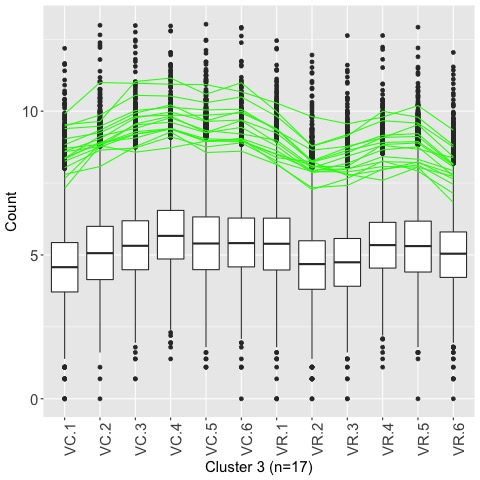 10
5
0
Count
VC.1
VC.2
VC.3
VC.4
VC.5
VC.6
VR.1
VR.2
VR.3
VR.4
VR.5
VR.6
Cluster 3 (n=17)